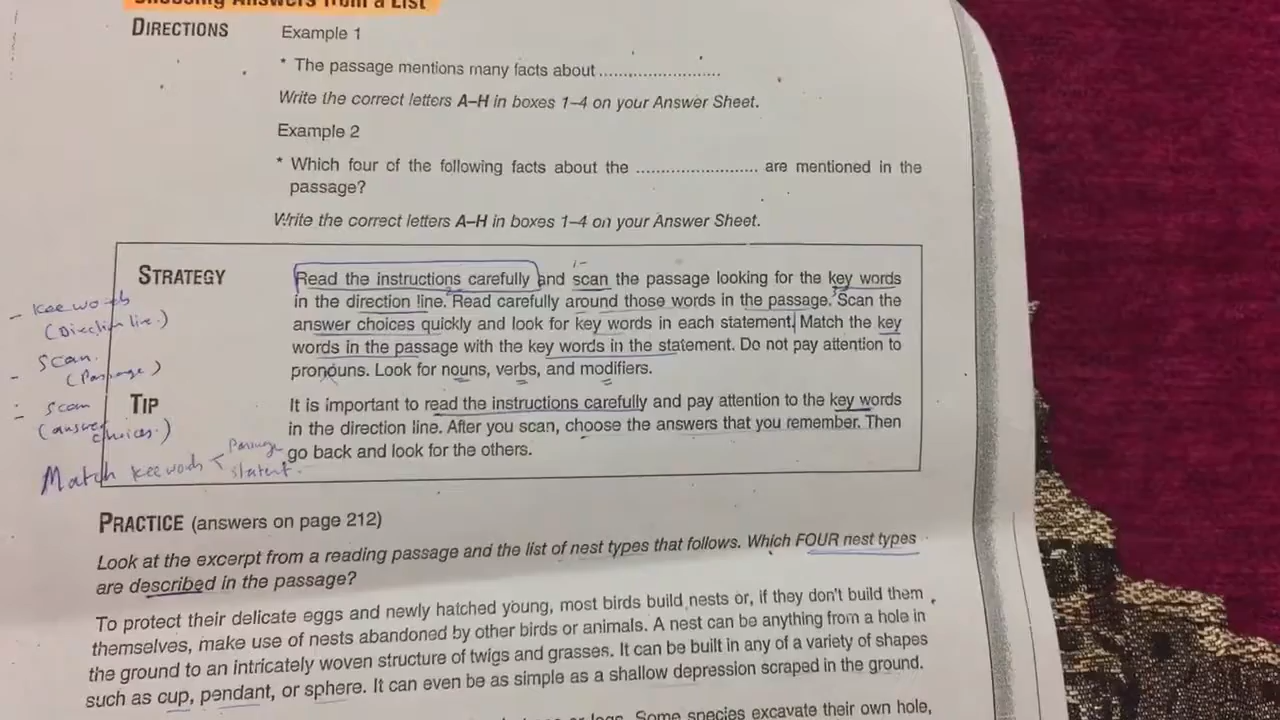 Choosing Answers from a List
DIRECTIONS
Example 1
* The passage mentions many facts about ..........................
Write the correct letters A–H in boxes 1–4 on your Answer Sheet.
Example 2
* Which four of the following facts about the .......................... are mentioned in the
passage?
Write the correct letters A–H in boxes 1–4 on your Answer Sheet.
STRATEGY
Read the instructions carefully and scan the passage looking for the key words
in the direction line. Read carefully around those words in the passage. Scan the
answer choices quickly and look for key words in each statement. Match the key
words in the passage with the key words in the statement. Do not pay attention to
pronouns. Look for nouns, verbs, and modifiers.
TIP
It is important to read the instructions carefully and pay attention to the key words
in the direction line. After you scan, choose the answers that you remember. Then
go back and look for the others.
- kee words
(Direction line.)
- Scan.
(Passage)
- scan
(answer choices.)
Match kee words < Passage
PRACTICE (answers on page 212)
Look at the excerpt from a reading passage and the list of nest types that follows. Which FOUR nest types
are described in the passage?
To protect their delicate eggs and newly hatched young, most birds build nests or, if they don't build them
themselves, make use of nests abandoned by other birds or animals. A nest can be anything from a hole in
the ground to an intricately woven structure of twigs and grasses. It can be built in any of a variety of shapes
such as cup, pendant, or sphere. It can even be as simple as a shallow depression scraped in the ground.
or logs. Some species excavate their own hole,